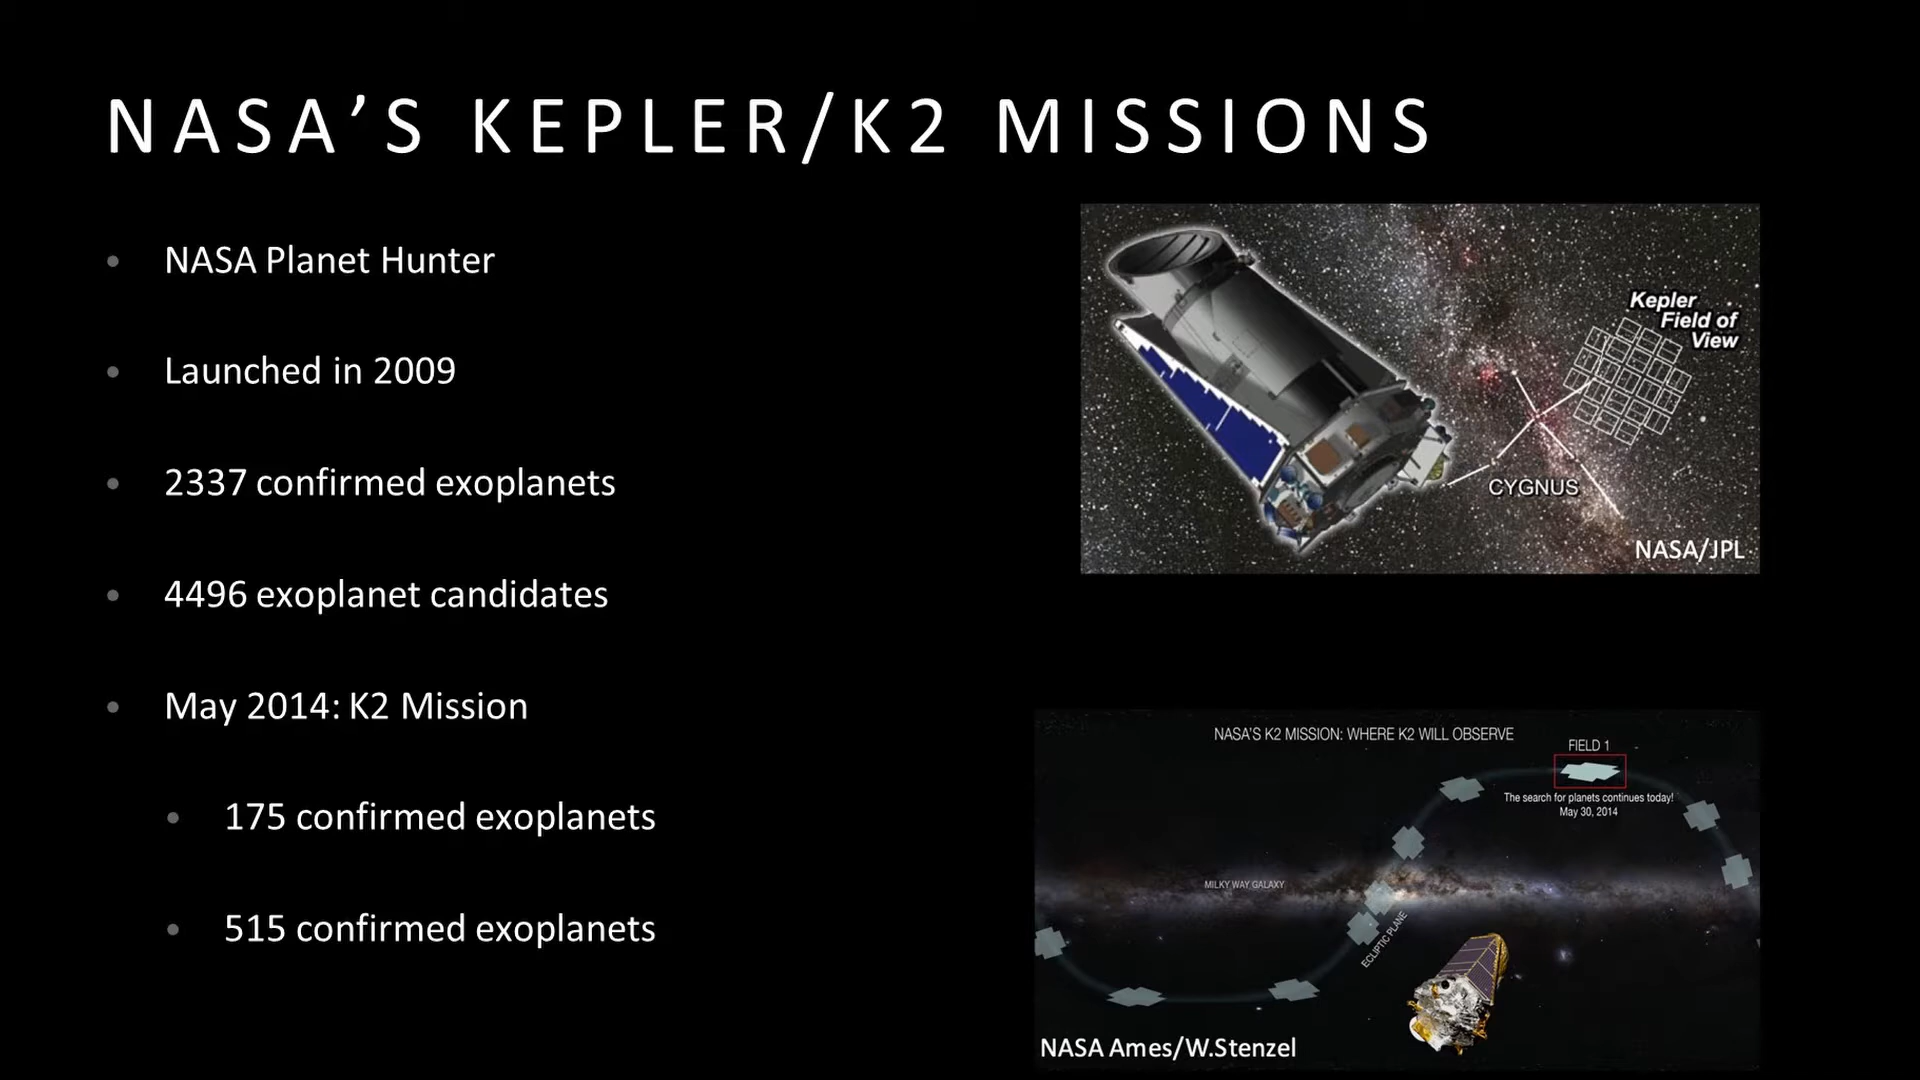 NASA'S KEPLER/K2 MISSIONS
NASA Planet Hunter
Launched in 2009
2337 confirmed exoplanets
4496 exoplanet candidates
May 2014: K2 Mission
175 confirmed exoplanets
515 confirmed exoplanets
Kepler
Field of
View
CYGNUS
NASA/JPL
NASA'S K2 MISSION: WHERE K2 WILL OBSERVE
FIELD 1
The search for planets continues today!
May 30, 2014
MILKY WAY GALAXY
ECLIPTIC PLANE
NASA Ames/W.Stenzel